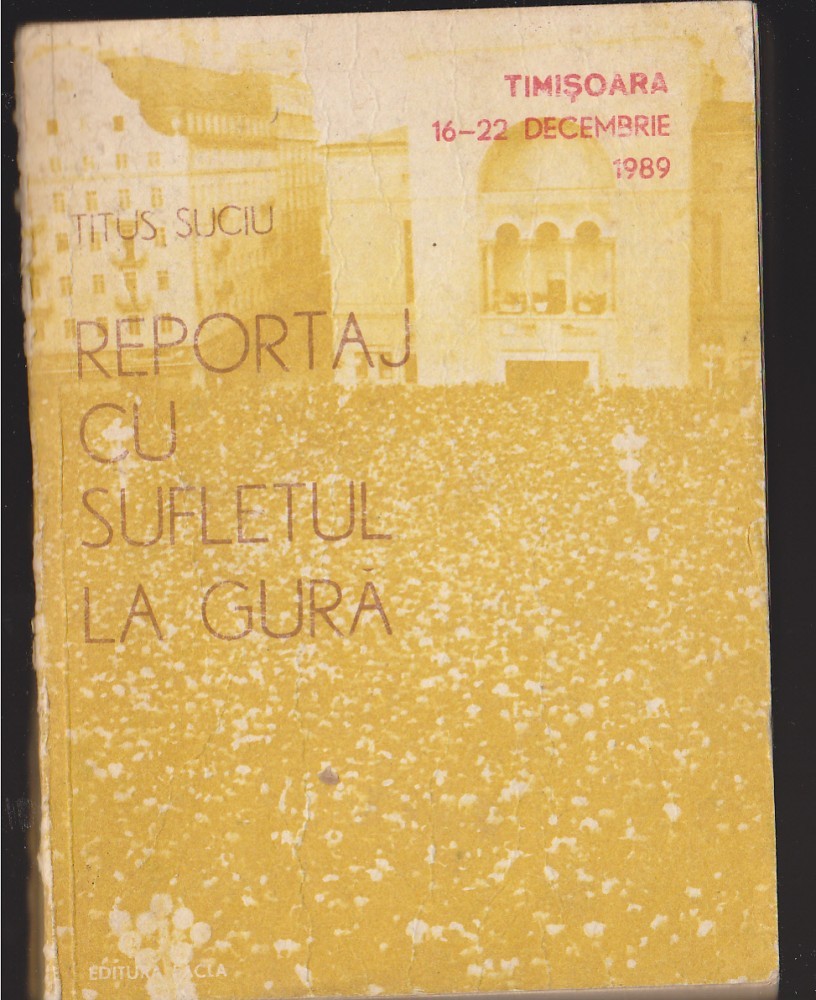 TIMIȘOARA
16-22 DECEMBRIE
1989
TITUS SUCIU
REPORTAJ
CU
SUFLETUL
LA GURĂ
EDITURA FACLA